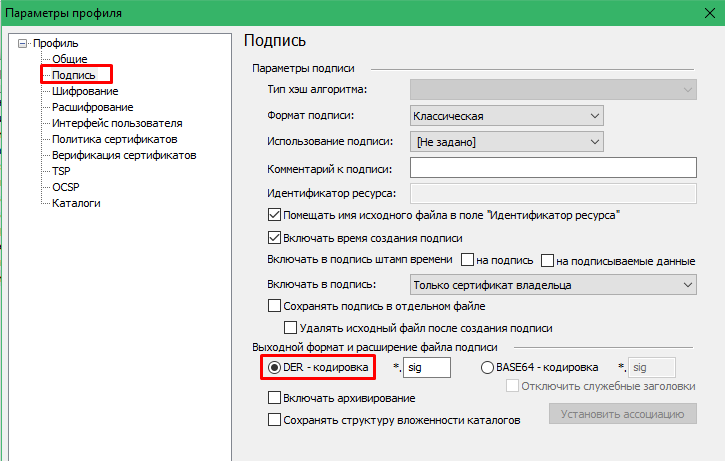 Параметры профиля
Профиль
Общие
Подпись
Шифрование
Расшифрование
Интерфейс пользователя
Политика сертификатов
Верификация сертификатов
TSP
OCSP
Каталоги
Подпись
Параметры подписи
Тип хэш алгоритма:
Формат подписи: Классическая
Использование подписи: [Не задано]
Комментарий к подписи:
Идентификатор ресурса:
Помещать имя исходного файла в поле "Идентификатор ресурса"
Включать время создания подписи
Включать в подпись штамп времени на подпись на подписываемые данные
Включать в подпись: Только сертификат владельца
Сохранять подпись в отдельном файле
Удалять исходный файл после создания подписи
Выходной формат и расширение файла подписи
DER - кодировка *. sig BASE64 - кодировка *. sig
Отключить служебные заголовки
Включать архивирование
Сохранять структуру вложенности каталогов Установить ассоциацию